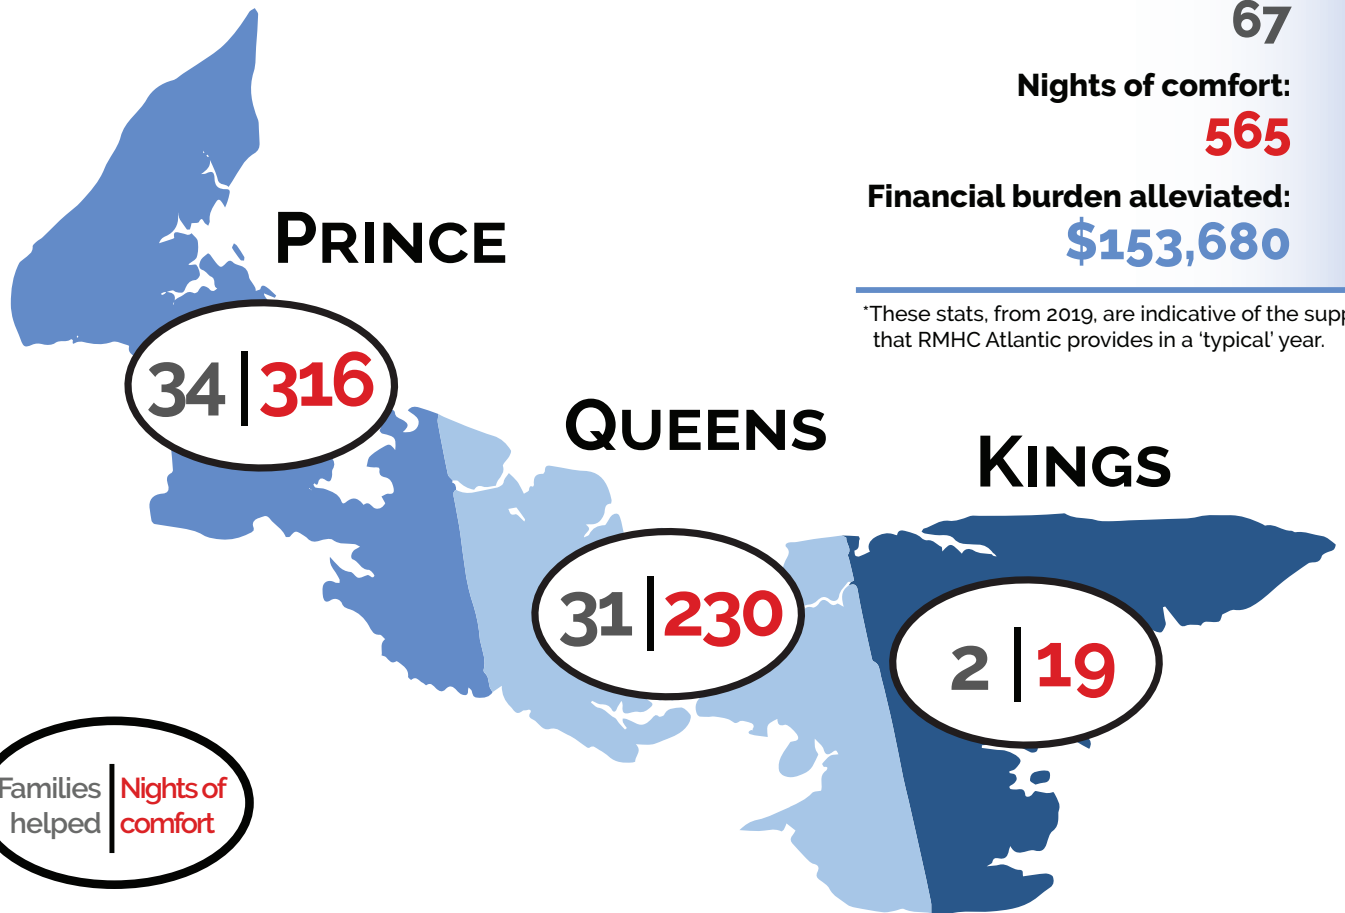 67
Nights of comfort:
565
Financial burden alleviated:
$153,680
*These stats, from 2019, are indicative of the
that RMHC Atlantic provides in a ‘typical’ year.
PRINCE
34 | 316
QUEENS
31 | 230
KINGS
2 | 19
Families | Nights of
helped | comfort